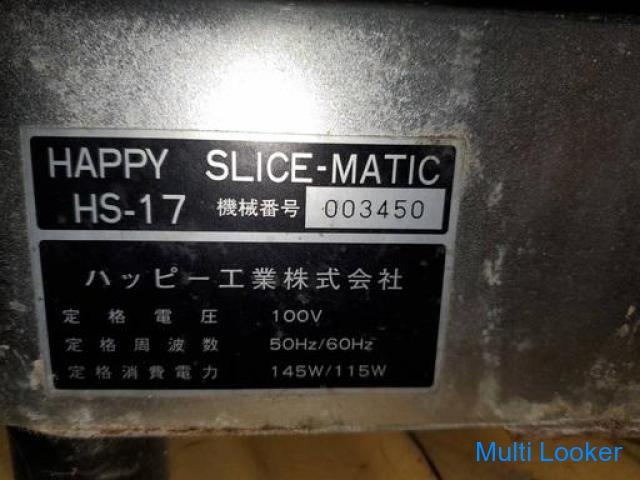 HAPPY SLICE-MATIC
HS-17 機械番号 003450
ハッピー工業株式会社
定格電圧 100V
定格周波数 50Hz/60Hz
定格消費電力 145W/115W
Multi Looker